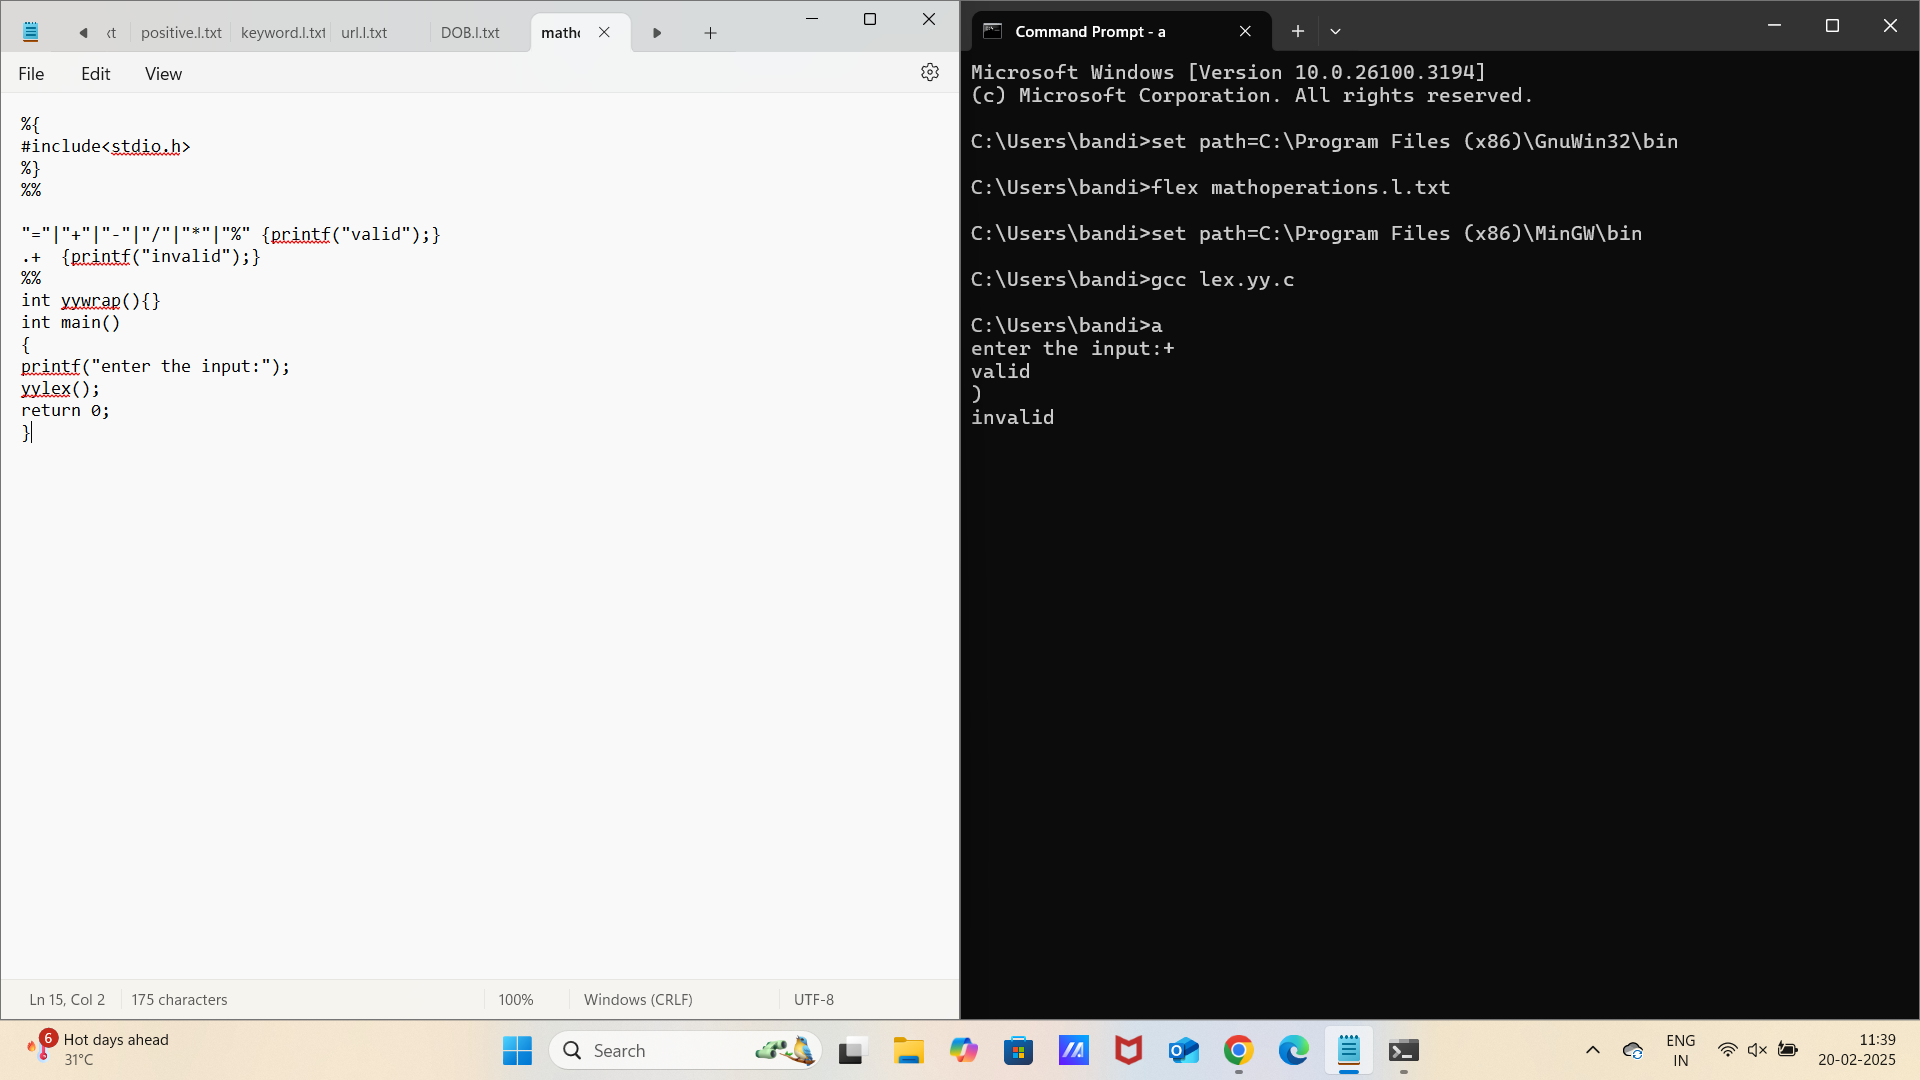 xt
positive.l.txt
keyword.l.txt
url.l.txt
DOB.l.txt
matho
File
Edit
View
%{
#include<stdio.h>
%}
%%
"="|"+"|"-"|"/"|"*"|"%" {printf("valid");}
.+  {printf("invalid");}
%%
int yywrap(){}
int main()
{
printf("enter the input:");
yylex();
return 0;
}
Ln 15, Col 2
175 characters
100%
Windows (CRLF)
UTF-8
Command Prompt - a
Microsoft Windows [Version 10.0.26100.3194]
(c) Microsoft Corporation. All rights reserved.
C:\Users\bandi>set path=C:\Program Files (x86)\GnuWin32\bin
C:\Users\bandi>flex mathoperations.l.txt
C:\Users\bandi>set path=C:\Program Files (x86)\MinGW\bin
C:\Users\bandi>gcc lex.yy.c
C:\Users\bandi>a
enter the input:+
valid
)
invalid
6
Hot days ahead
31°C
Search
ENG
IN
11:39
20-02-2025